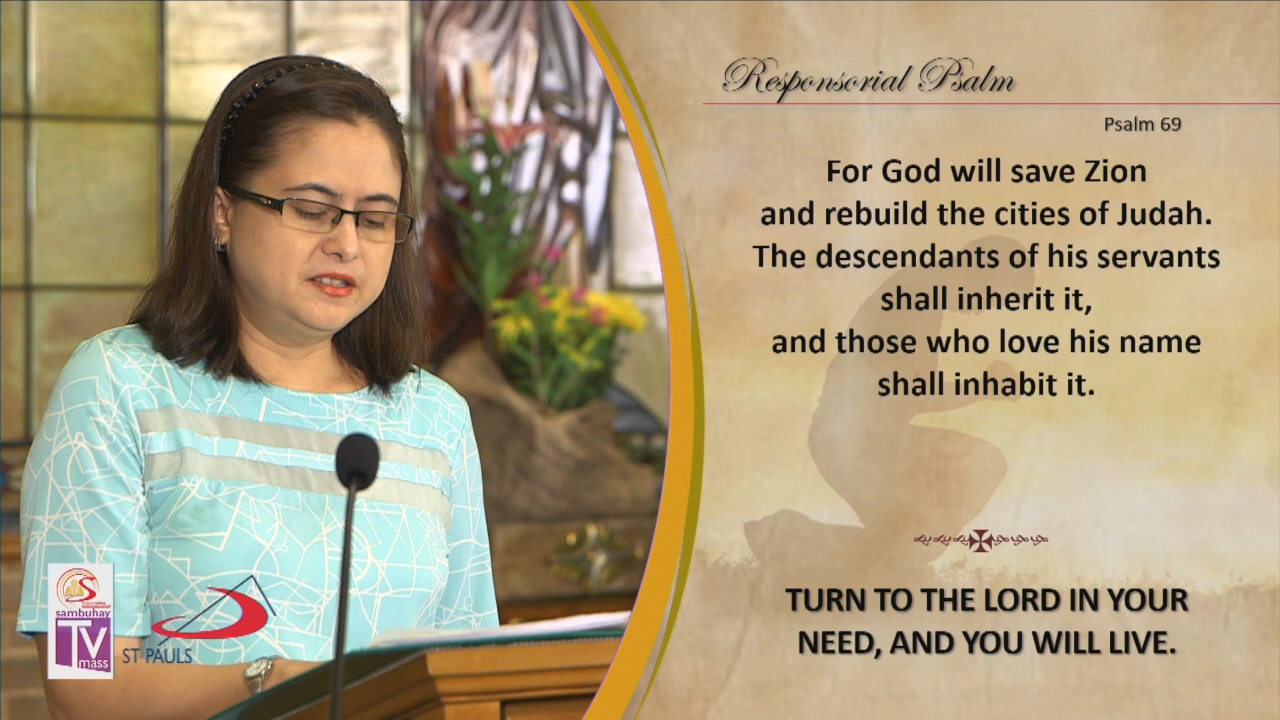 Responsorial Psalm
Psalm 69
For God will save Zion
and rebuild the cities of Judah.
The descendants of his servants
shall inherit it,
and those who love his name
shall inhabit it.
TURN TO THE LORD IN YOUR
NEED, AND YOU WILL LIVE.
sambuhay
TV
mass
ST PAULS